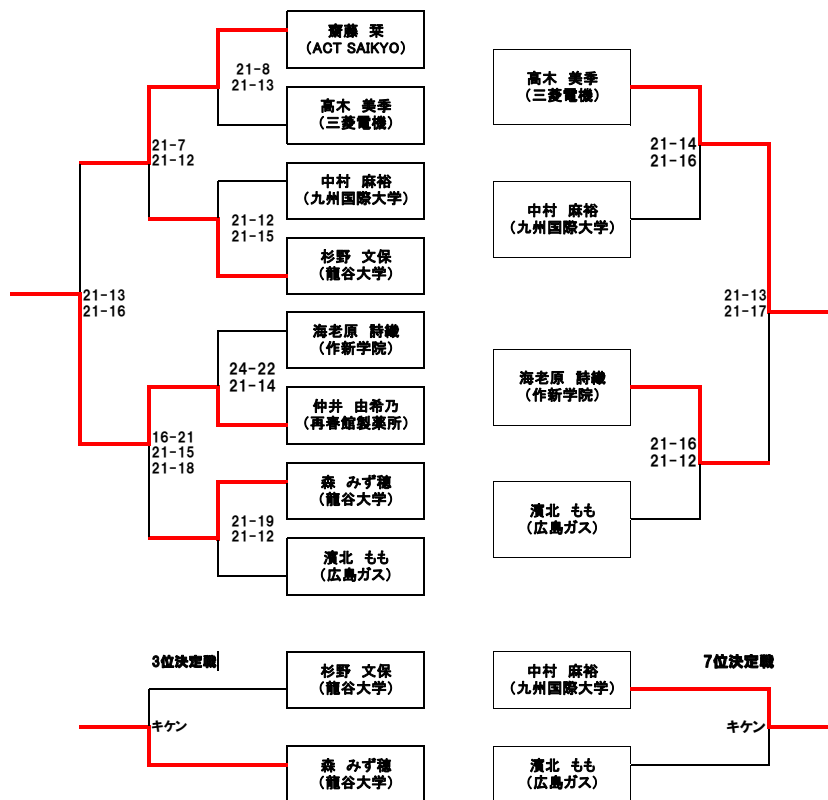 齋藤 栞
（ACT SAIKYO）
21-8
21-13
高木 美季
（三菱電機）
21-7
21-12
中村 麻裕
（九州国際大学）
21-12
21-15
杉野 文保
（龍谷大学）
21-13
21-16
海老原 詩織
（作新学院）
24-22
21-14
仲井 由希乃
（再春館製薬所）
16-21
21-15
21-18
森 みず穂
（龍谷大学）
21-19
21-12
濱北 もも
（広島ガス）
高木 美季
（三菱電機）
21-14
21-16
中村 麻裕
（九州国際大学）
21-13
21-17
海老原 詩織
（作新学院）
21-16
21-12
濱北 もも
（広島ガス）
3位決定戦
杉野 文保
（龍谷大学）
キケン
森 みず穂
（龍谷大学）
7位決定戦
中村 麻裕
（九州国際大学）
キケン
濱北 もも
（広島ガス）